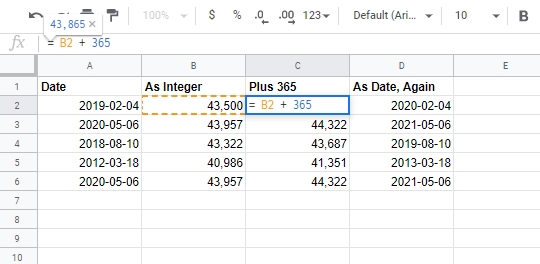 100% $ % .0 .00 123 Default (Ari... 10 B
43,865 ×
fx = B2 + 365
A B C D E
1 Date As Integer Plus 365 As Date, Again
2 2019-02-04 43,500 = B2 + 365 2020-02-04
3 2020-05-06 43,957 44,322 2021-05-06
4 2018-08-10 43,322 43,687 2019-08-10
5 2012-03-18 40,986 41,351 2013-03-18
6 2020-05-06 43,957 44,322 2021-05-06
7
8
9
10